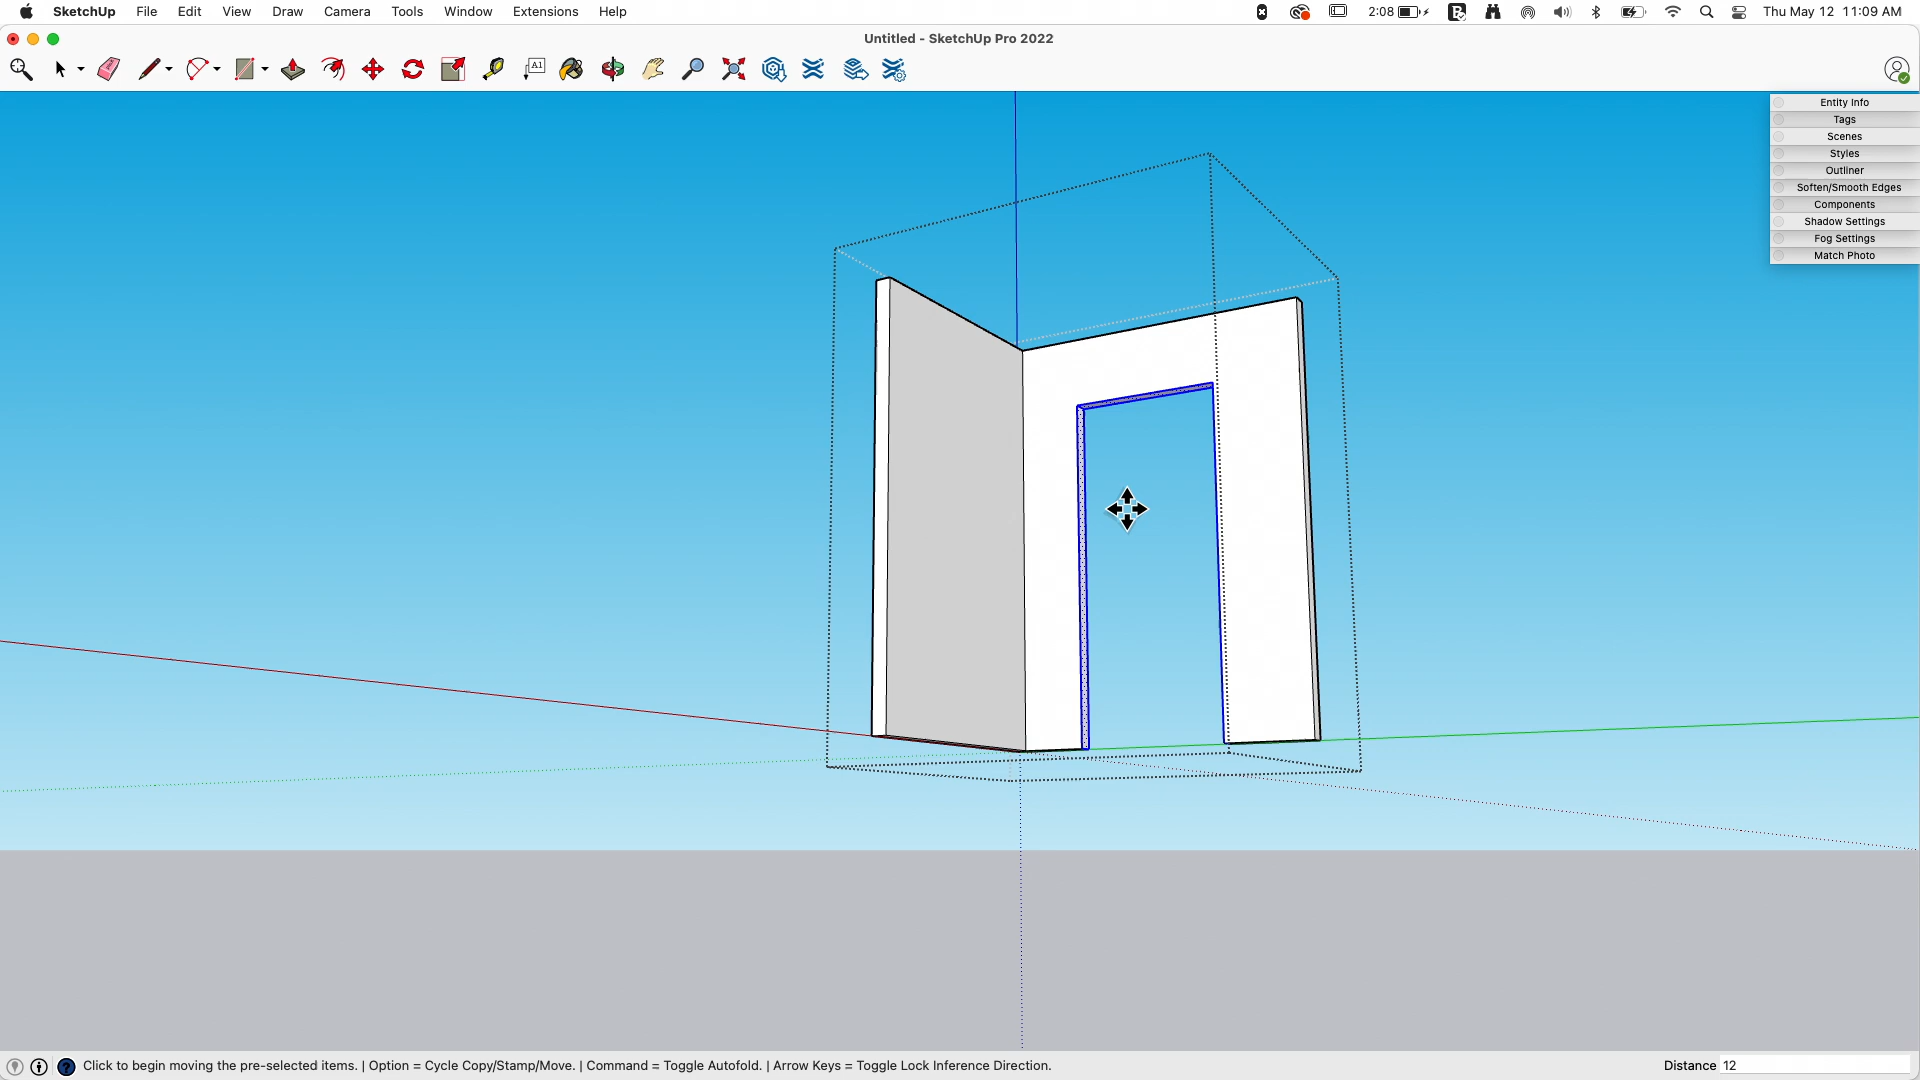 SketchUp File Edit View Draw Camera Tools Window Extensions Help 2:08 Thu May 12 11:09 AM
Untitled - SketchUp Pro 2022
A1
Entity Info
Tags
Scenes
Styles
Outliner
Soften/Smooth Edges
Components
Shadow Settings
Fog Settings
Match Photo
Click to begin moving the pre-selected items. | Option = Cycle Copy/Stamp/Move. | Command = Toggle Autofold. | Arrow Keys = Toggle Lock Inference Direction. Distance 12